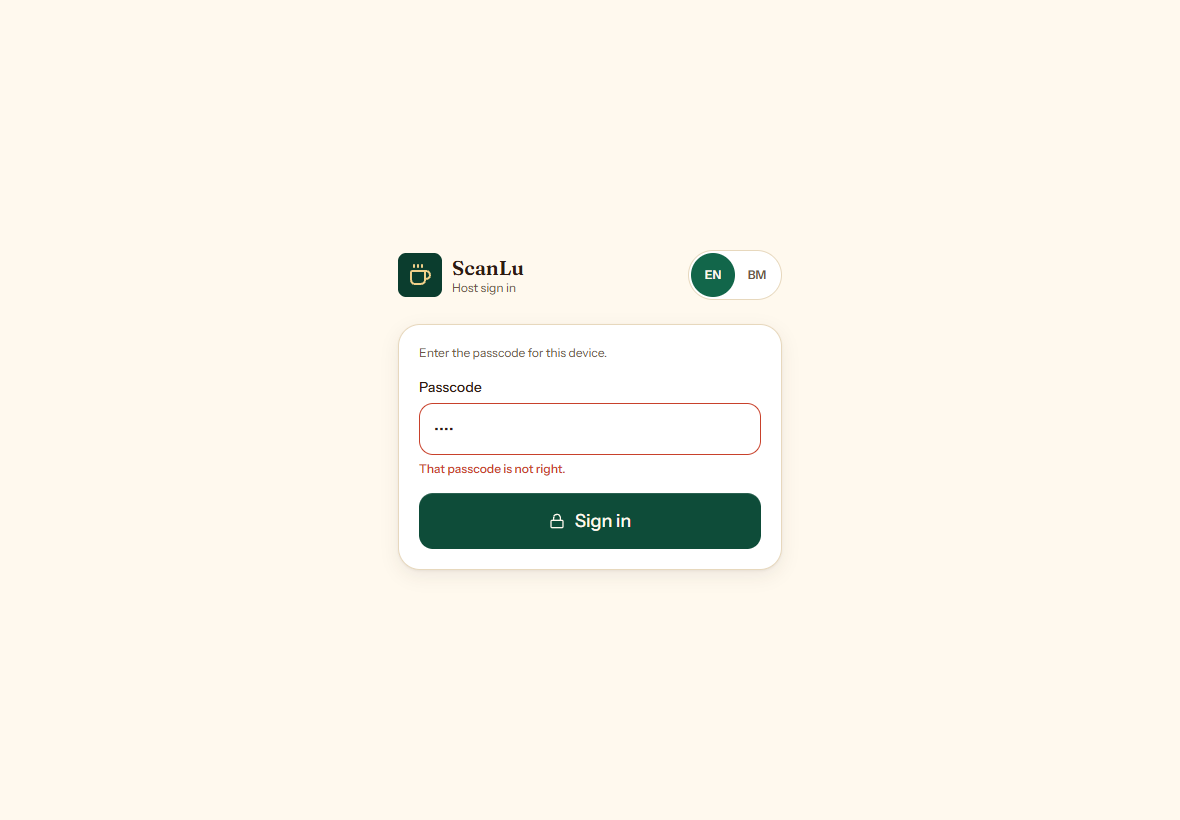 ScanLu
Host sign in
EN
BM
Enter the passcode for this device.
Passcode
····
That passcode is not right.
Sign in